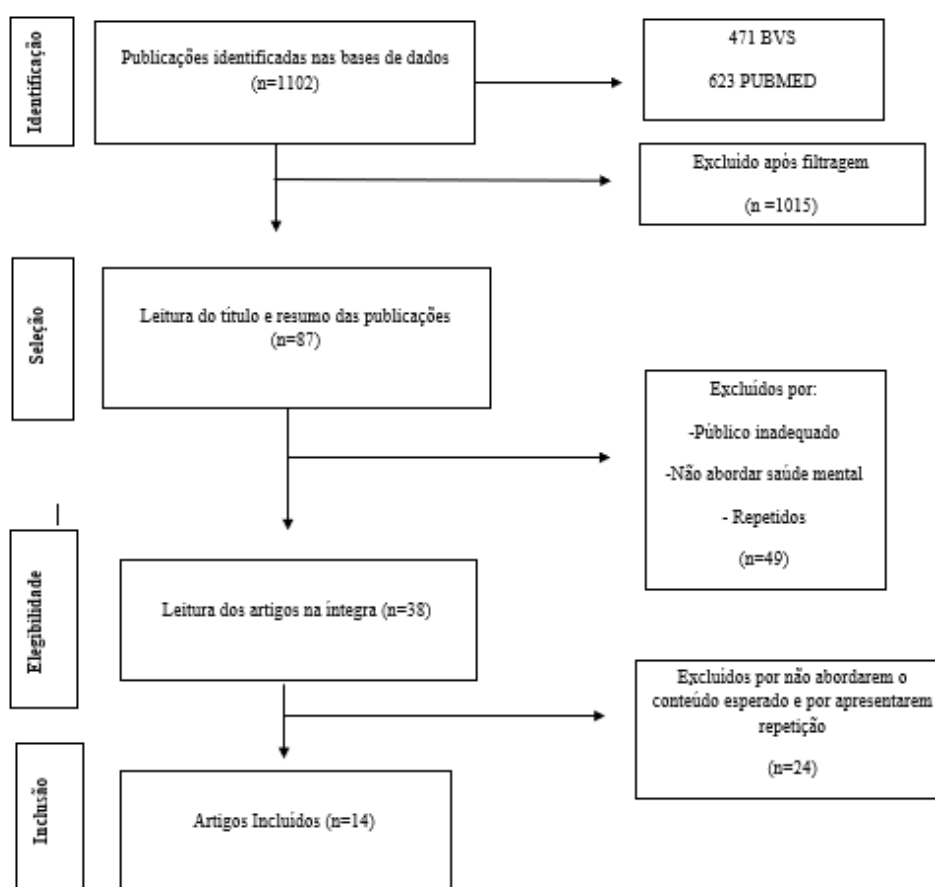 Identificação
Publicações identificadas nas bases de dados
(n=1102)
471 BVS
623 PUBMED
Excluido após filtragem
(n =1015)
Seleção
Leitura do título e resumo das publicações
(n=87)
Excluídos por:
-Público inadequado
-Não abordar saúde mental
- Repetidos
(n=49)
Elegibilidade
Leitura dos artigos na íntegra (n=38)
Excluídos por não abordarem o
conteúdo esperado e por apresentarem
repetição
(n=24)
Inclusão
Artigos Incluidos (n=14)